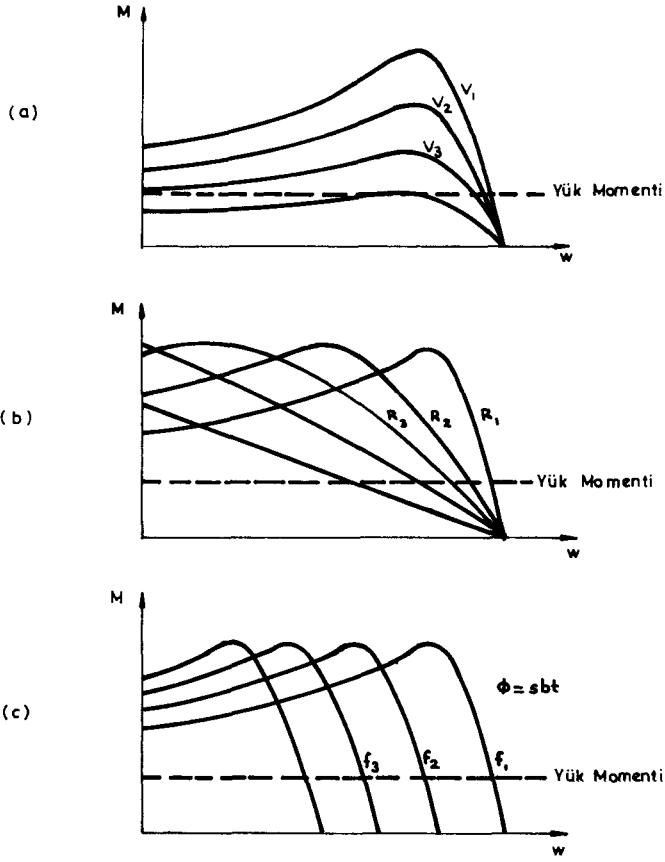 M
(a)
V₁
V₂
V₃
Yük Momenti
w
M
(b)
R₃ R₂ R₁
Yük Momenti
w
M
(c)
ϕ = sbt
f₃ f₂ f₁
Yük Momenti
w